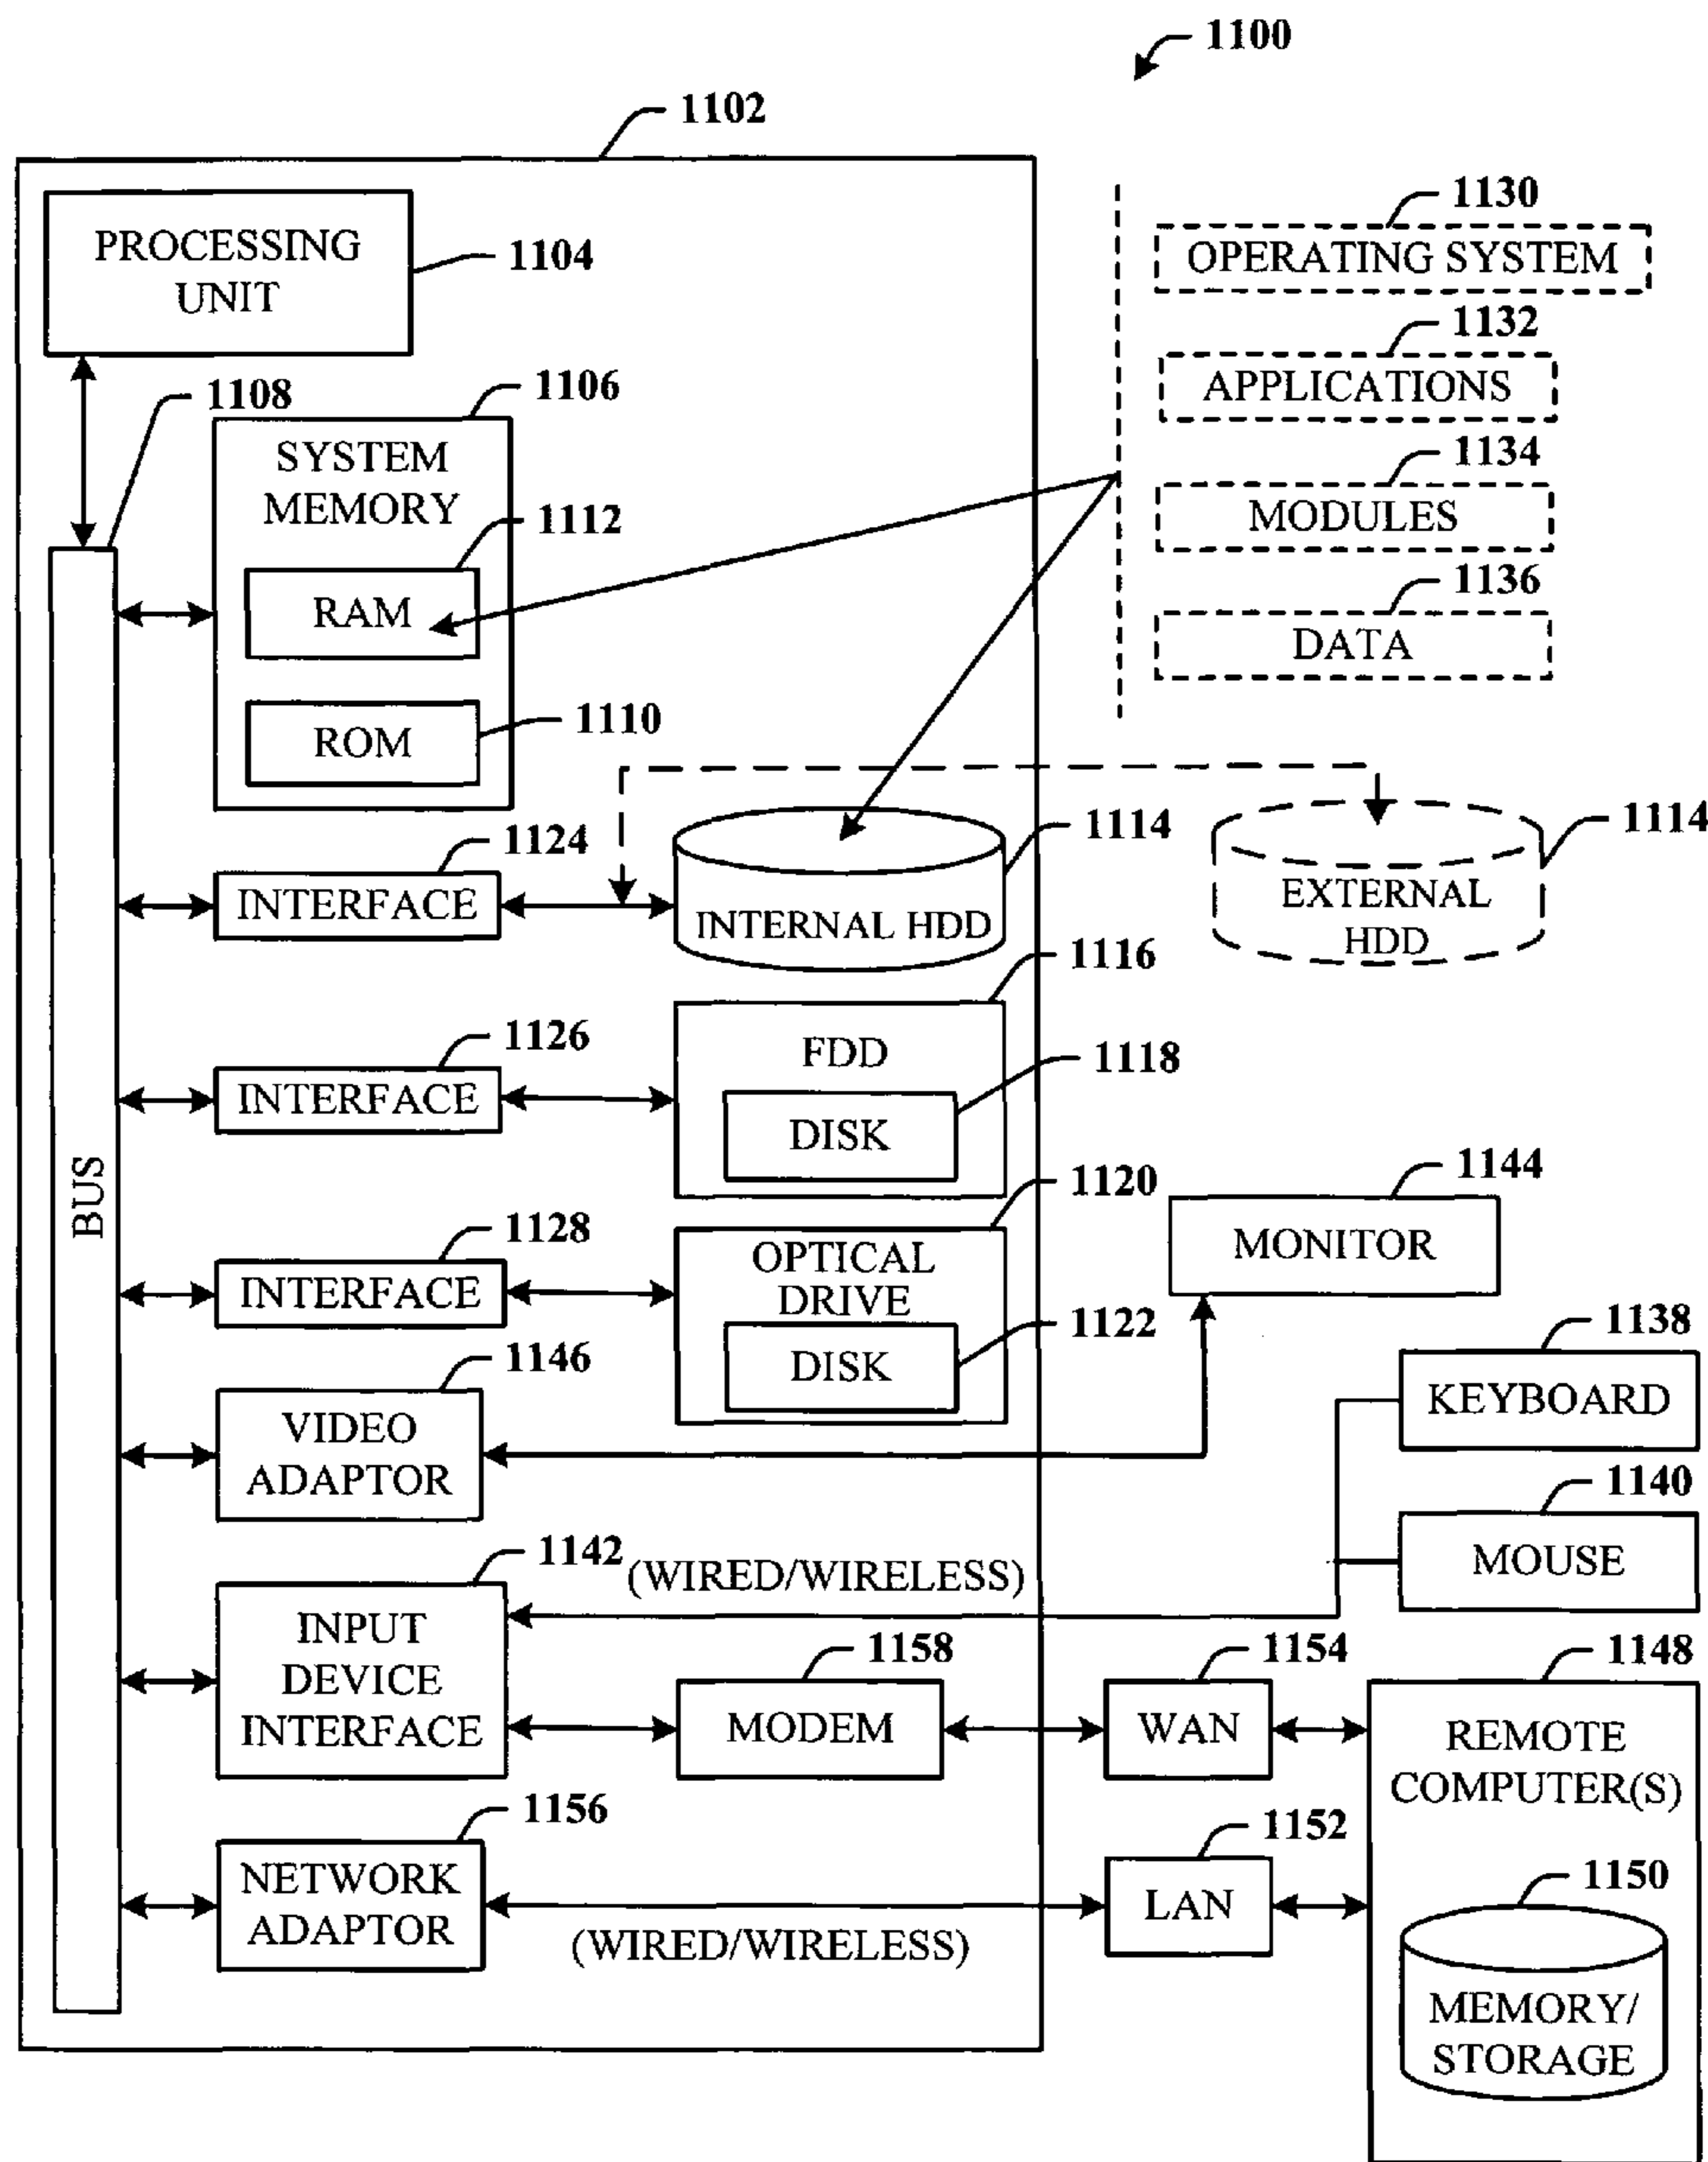 1100
1102
PROCESSING
UNIT
1104
1130
OPERATING SYSTEM
1132
APPLICATIONS
1134
MODULES
1136
DATA
1108
1106
SYSTEM
MEMORY
1112
RAM
1110
ROM
1124
INTERFACE
1114
INTERNAL HDD
1114
EXTERNAL
HDD
1126
INTERFACE
1116
FDD
1118
DISK
BUS
1128
INTERFACE
1120
OPTICAL
DRIVE
1122
DISK
1144
MONITOR
1146
VIDEO
ADAPTOR
1138
KEYBOARD
1140
MOUSE
1142
(WIRED/WIRELESS)
INPUT
DEVICE
INTERFACE
1158
MODEM
1154
WAN
1148
REMOTE
COMPUTER(S)
1156
NETWORK
ADAPTOR
(WIRED/WIRELESS)
1152
LAN
1150
MEMORY/
STORAGE